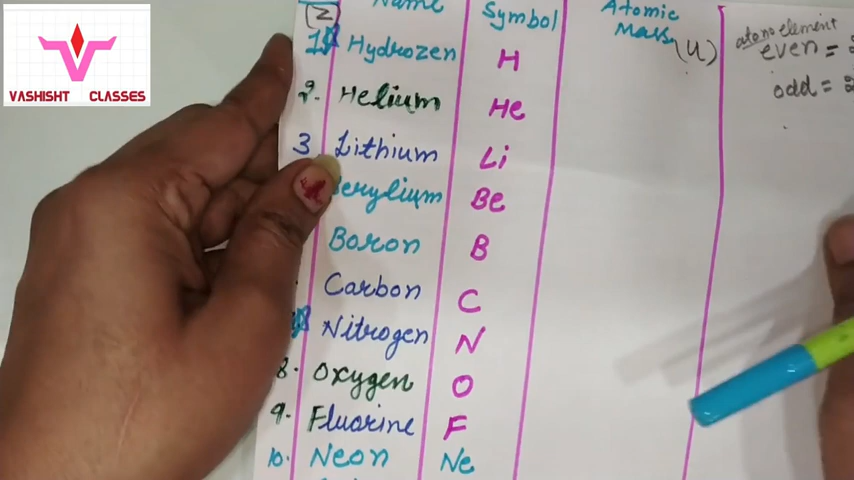 VASHISHT CLASSES
(Z) Name Symbol Atomic Mass (u)
1 Hydrozen H
2. Helium He
3 Lithium Li
erylium Be
Boron B
Carbon C
Nitrogen N
8. Oxygen O
9. Fluorine F
10. Neon Ne
element
even =
odd =